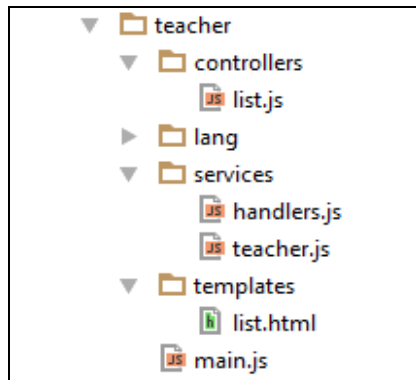 teacher
controllers
list.js
lang
services
handlers.js
teacher.js
templates
list.html
main.js